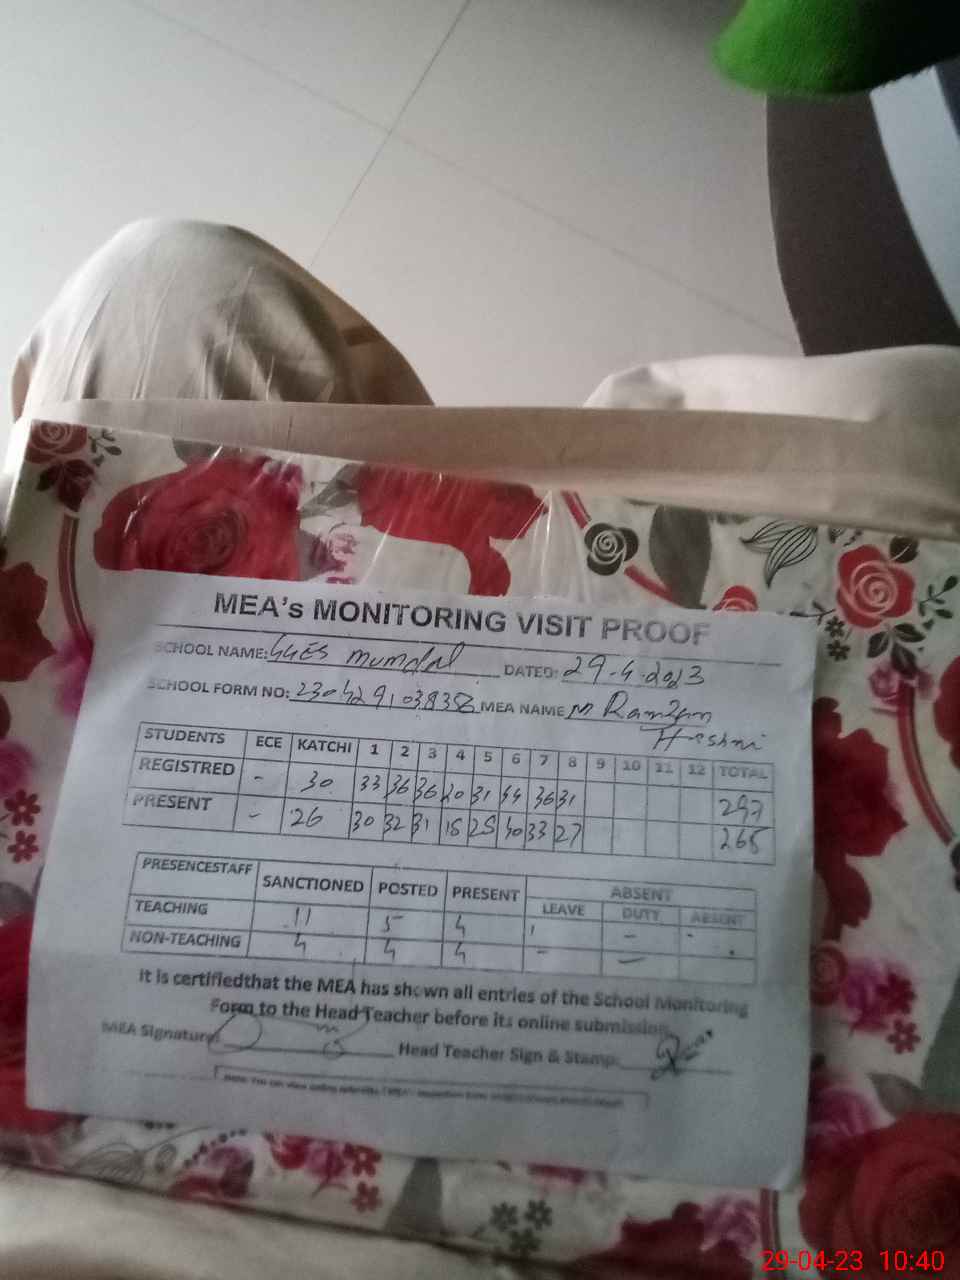 MEA's MONITORING VISIT PROOF
SCHOOL NAME: GGES Mumdal DATED: 29-4-2023
SCHOOL FORM NO: MEA NAME M Ramzan
Hashmi
STUDENTS ECE KATCHI 1 2 3 4 5 6 7 8 9 10 11 12 TOTAL
REGISTRED - 30 33 36 36 20 31 44 36 31 297
PRESENT - 26 30 32 31 18 28 40 33 27 265
PRESENCESTAFF SANCTIONED POSTED PRESENT ABSENT
LEAVE DUTY ABSENT
TEACHING 11 5 4 1 - -
NON-TEACHING 4 4 4 - -
It is certifiedthat the MEA has shown all entries of the School Monitoring
Form to the Head Teacher before its online submission.
MEA Signature: Head Teacher Sign & Stamp:
29-04-23 10:40